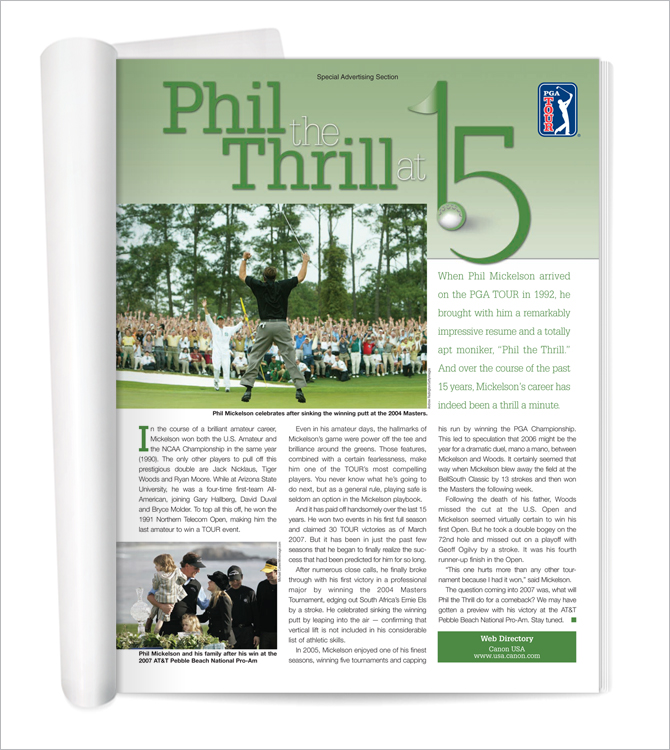 Special Advertising Section
Phil
the
Thrill at
15
PGA
TOUR
When Phil Mickelson arrived
on the PGA TOUR in 1992, he
brought with him a remarkably
impressive resume and a totally
apt moniker, “Phil the Thrill.”
And over the course of the past
15 years, Mickelson’s career has
indeed been a thrill a minute.
Phil Mickelson celebrates after sinking the winning putt at the 2004 Masters.
In the course of a brilliant amateur career,
Mickelson won both the U.S. Amateur and
the NCAA Championship in the same year
(1990). The only other players to pull off this
prestigious double are Jack Nicklaus, Tiger
Woods and Ryan Moore. While at Arizona State
University, he was a four-time first-team All-
American, joining Gary Hallberg, David Duval
and Bryce Molder. To top all this off, he won the
1991 Northern Telecom Open, making him the
last amateur to win a TOUR event.
Phil Mickelson and his family after his win at the
2007 AT&T Pebble Beach National Pro-Am
Even in his amateur days, the hallmarks of
Mickelson’s game were power off the tee and
brilliance around the greens. Those features,
combined with a certain fearlessness, make
him one of the TOUR’s most compelling
players. You never know what he’s going to
do next, but as a general rule, playing safe is
seldom an option in the Mickelson playbook.
And it has paid off handsomely over the last 15
years. He won two events in his first full season
and claimed 30 TOUR victories as of March
2007. But it has been in just the past few
seasons that he began to finally realize the suc-
cess that had been predicted for him for so long.
After numerous close calls, he finally broke
through with his first victory in a professional
major by winning the 2004 Masters
Tournament, edging out South Africa’s Ernie Els
by a stroke. He celebrated sinking the winning
putt by leaping into the air — confirming that
vertical lift is not included in his considerable
list of athletic skills.
In 2005, Mickelson enjoyed one of his finest
seasons, winning five tournaments and capping
his run by winning the PGA Championship.
This led to speculation that 2006 might be the
year for a dramatic duel, mano a mano, between
Mickelson and Woods. It certainly seemed that
way when Mickelson blew away the field at the
BellSouth Classic by 13 strokes and then won
the Masters the following week.
Following the death of his father, Woods
missed the cut at the U.S. Open and
Mickelson seemed virtually certain to win his
first Open. But he took a double bogey on the
72nd hole and missed out on a playoff with
Geoff Ogilvy by a stroke. It was his fourth
runner-up finish in the Open.
“This one hurts more than any other tour-
nament because I had it won,” said Mickelson.
The question coming into 2007 was, what will
Phil the Thrill do for a comeback? We may have
gotten a preview with his victory at the AT&T
Pebble Beach National Pro-Am. Stay tuned.
Web Directory
Canon USA
www.usa.canon.com